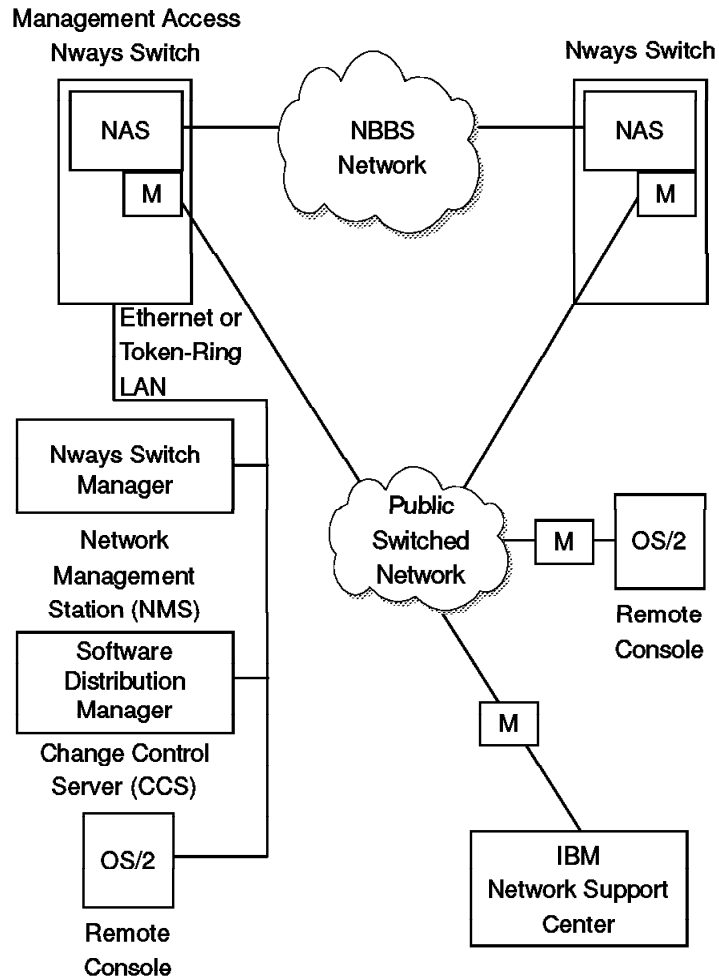 Management Access
Nways Switch
Nways Switch
NAS
NBBS
Network
NAS
M
M
Ethernet or
Token-Ring
LAN
Nways Switch
Manager
Network
Management
Station (NMS)
Public
Switched
Network
M
OS/2
Remote
Console
Software
Distribution
Manager
Change Control
Server (CCS)
M
OS/2
Remote
Console
IBM
Network Support
Center